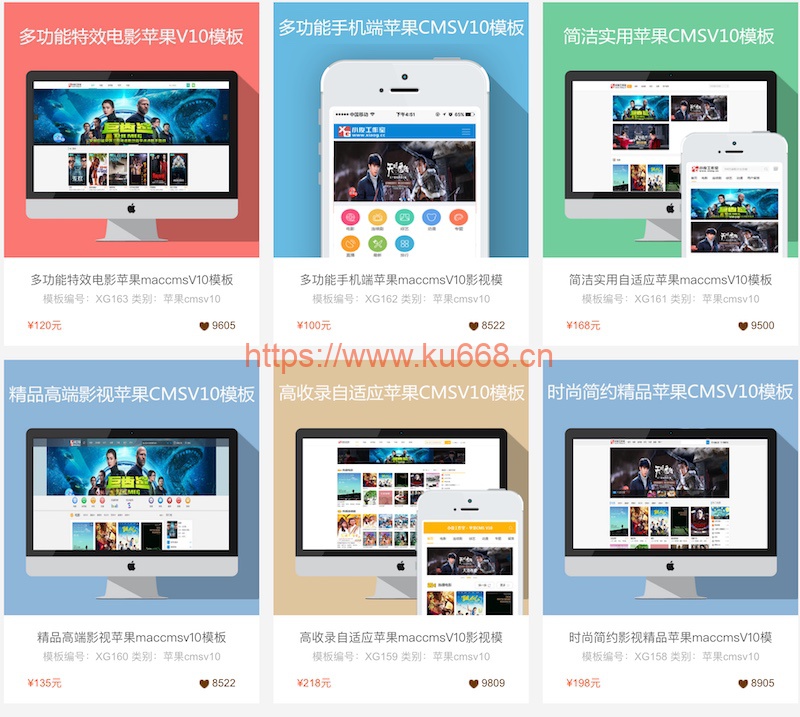 多功能特效电影苹果V10模板
多功能手机端苹果CMSV10模板
简洁实用苹果CMSV10模板
中国移动 下午4:51 65%
小度工作室
多功能特效电影苹果maccmsV10模板
模板编号：XG163 类别：苹果cmsv10
¥120元 9605
多功能手机端苹果maccmsV10影视模
模板编号：XG162 类别：苹果cmsv10
¥100元 8522
简洁实用自适应苹果maccmsV10模板
模板编号：XG161 类别：苹果cmsv10
¥168元 9500
https://www.ku668.cn
精品高端影视苹果CMSV10模板
高收录自适应苹果CMSV10模板
时尚简约精品苹果CMSV10模板
精品高端影视苹果maccmsv10模板
模板编号：XG160 类别：苹果cmsv10
¥135元 8522
高收录自适应苹果maccmsV10影视模
模板编号：XG159 类别：苹果cmsv10
¥218元 9809
时尚简约影视精品苹果maccmsV10模
模板编号：XG158 类别：苹果cmsv10
¥198元 8905